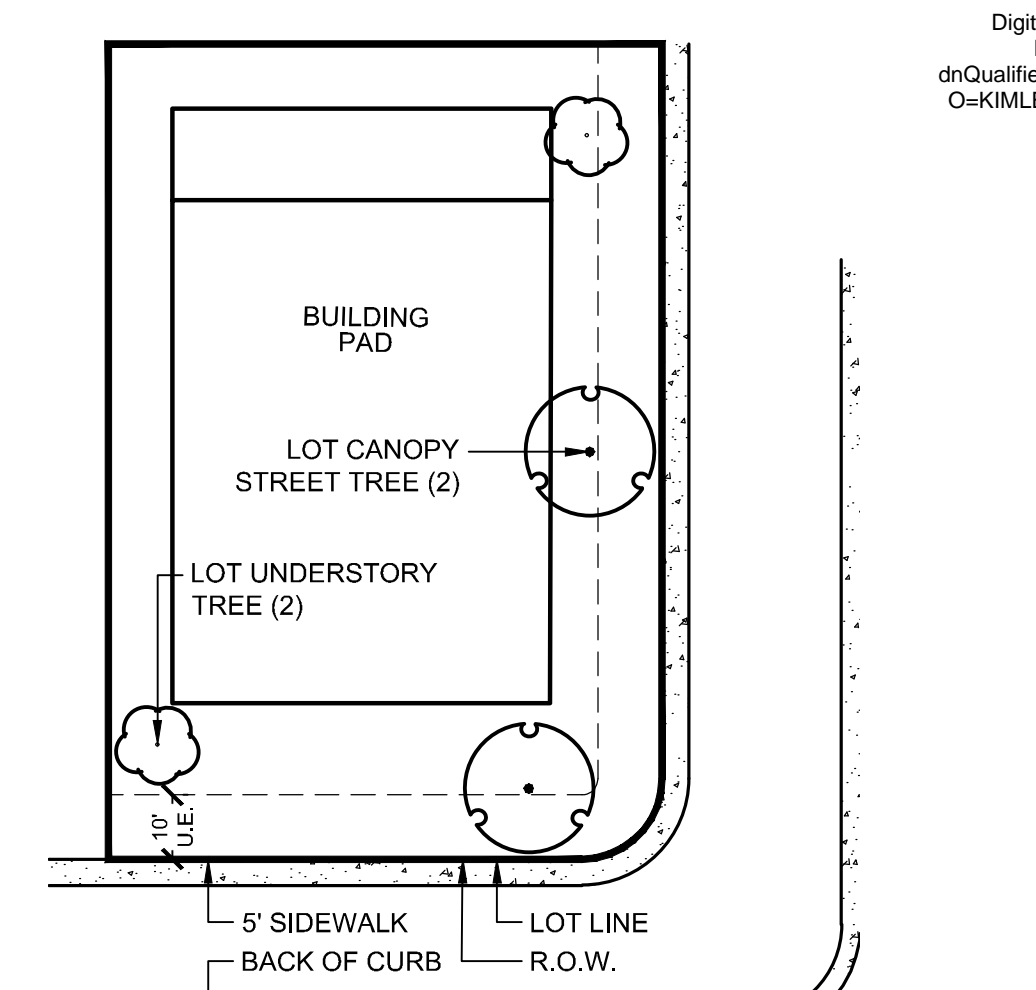 Digit
dnQualifie
O=KIMLE
BUILDING
PAD
LOT CANOPY
STREET TREE (2)
LOT UNDERSTORY
TREE (2)
10'
U.E.
5' SIDEWALK
LOT LINE
BACK OF CURB
R.O.W.